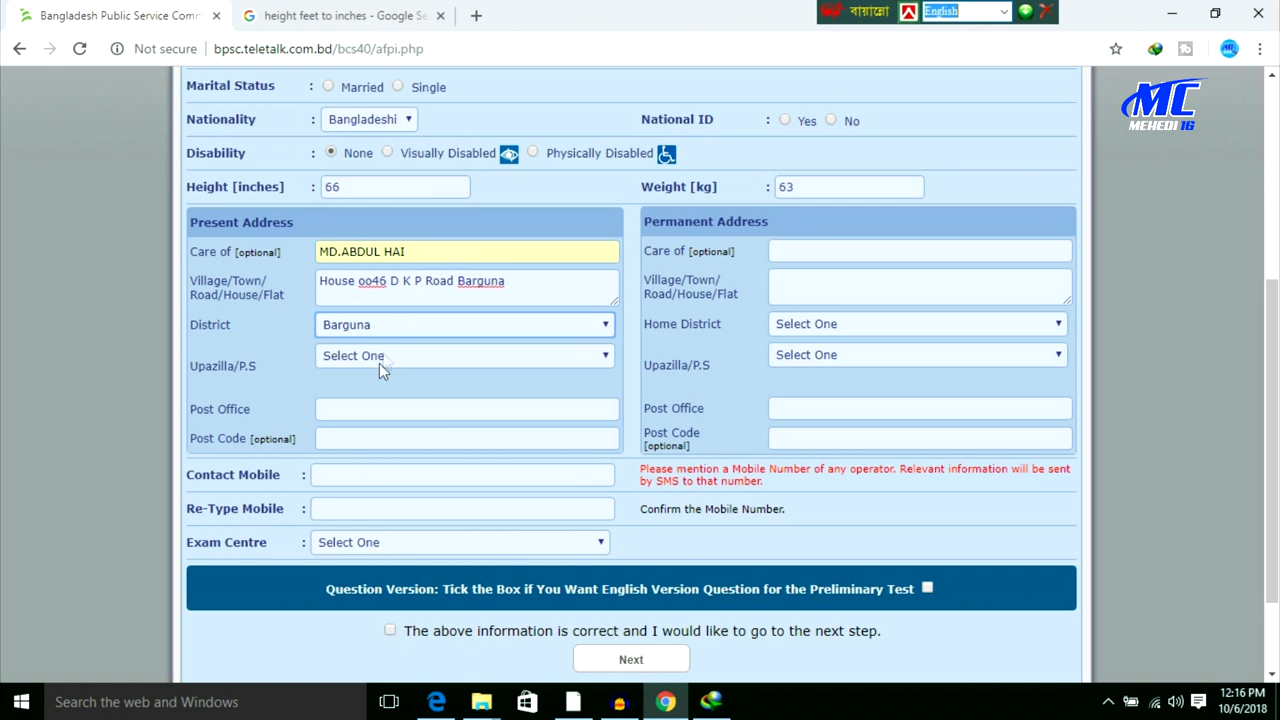 Bangladesh Public Service Comm
height feet to inches - Google Se
বায়ান্নো
English
Not secure
bpsc.teletalk.com.bd/bcs40/afpi.php
MC
MEHEDI 16
Marital Status : Married Single
Nationality : Bangladeshi National ID : Yes No
Disability : None Visually Disabled Physically Disabled
Height [inches] : 66 Weight [kg] : 63
Present Address
Care of [optional] MD.ABDUL HAI
Village/Town/
Road/House/Flat
House oo46 D K P Road Barguna
District Barguna
Upazilla/P.S Select One
Post Office
Post Code [optional]
Permanent Address
Care of [optional]
Village/Town/
Road/House/Flat
Home District Select One
Upazilla/P.S Select One
Post Office
Post Code
[optional]
Contact Mobile :
Please mention a Mobile Number of any operator. Relevant information will be sent
by SMS to that number.
Re-Type Mobile : Confirm the Mobile Number.
Exam Centre : Select One
Question Version: Tick the Box if You Want English Version Question for the Preliminary Test
The above information is correct and I would like to go to the next step.
Next
Search the web and Windows
12:16 PM
10/6/2018